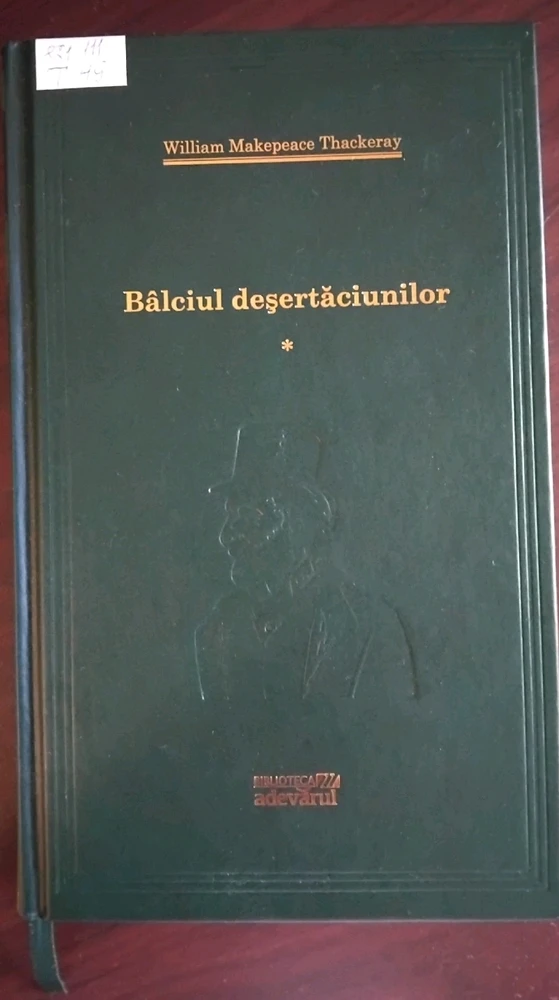 William Makepeace Thackeray
Bâlciul deşertăciunilor
*
BIBLIOTECA
adevărul